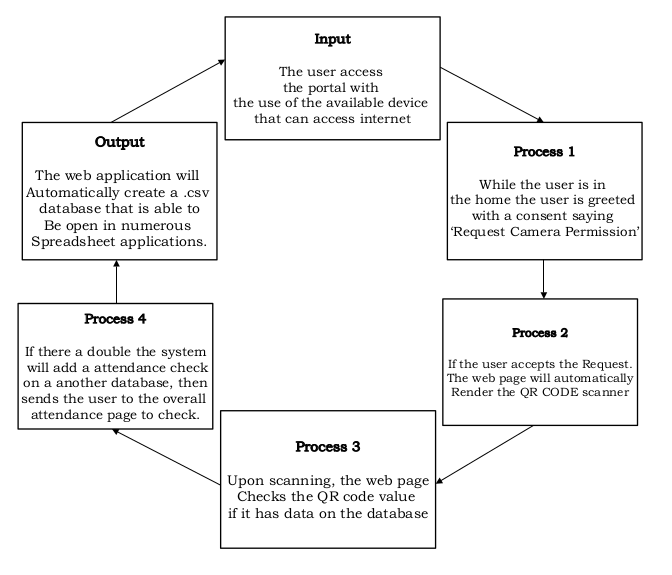 Input
The user access
the portal with
the use of the available device
that can access internet
Process 1
While the user is in
the home the user is greeted
with a consent saying
‘Request Camera Permission’
Process 2
If the user accepts the Request.
The web page will automatically
Render the QR CODE scanner
Process 3
Upon scanning, the web page
Checks the QR code value
if it has data on the database
Process 4
If there a double the system
will add a attendance check
on a another database, then
sends the user to the overall
attendance page to check.
Output
The web application will
Automatically create a .csv
database that is able to
Be open in numerous
Spreadsheet applications.